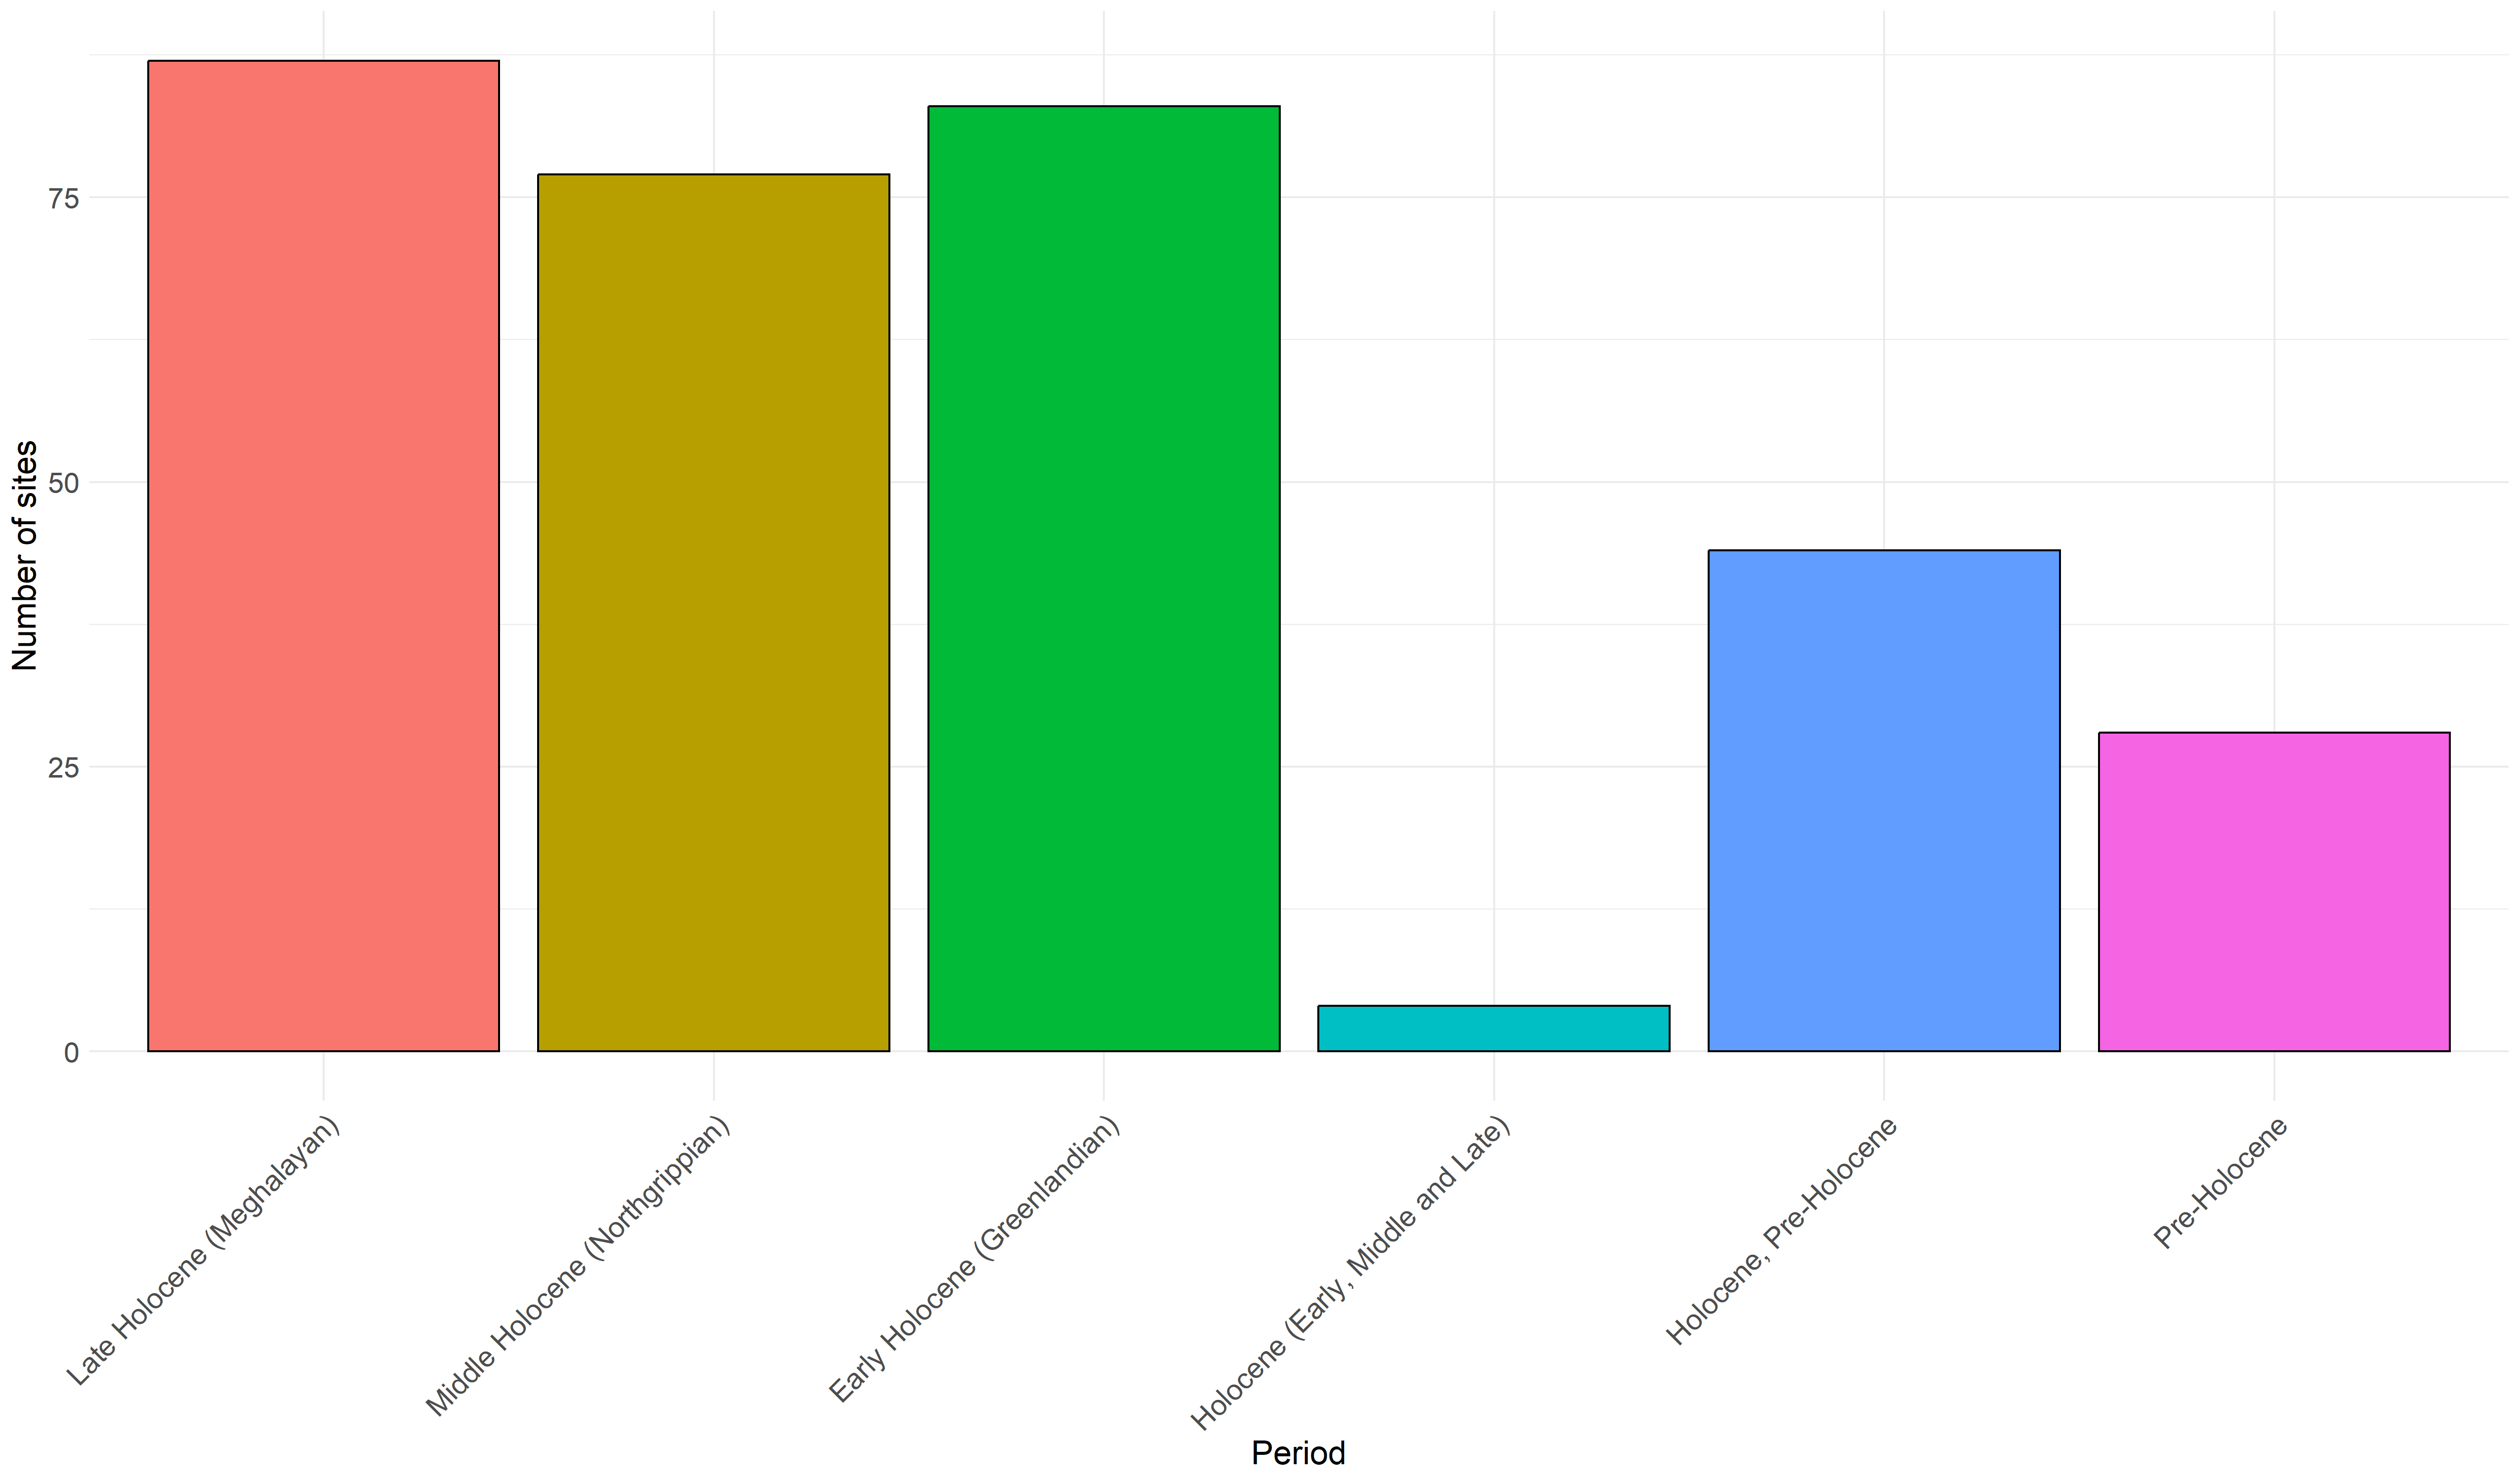 Number of sites
75
50
25
0
Late Holocene (Meghalayan)
Middle Holocene (Northgrippian)
Early Holocene (Greenlandian)
Holocene (Early, Middle and Late)
Holocene, Pre-Holocene
Pre-Holocene
Period